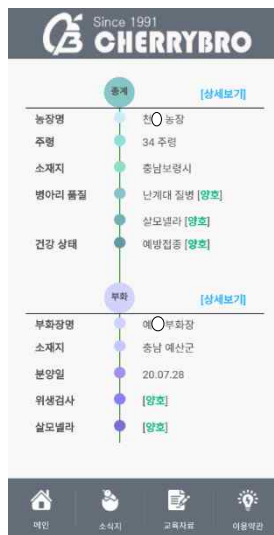 Since 1991
CHERRYBRO
종계
[상세보기]
농장명 천 농장
주령 34 주령
소재지 충남보령시
병아리 품질 난계대 질병 [양호]
살모넬라 [양호]
건강 상태 예방접종 [양호]
부화
[상세보기]
부화장명 예 부화장
소재지 충남 예산군
분양일 20.07.28
위생검사 [양호]
살모넬라 [양호]
메인 소식지 교육자료 이용약관